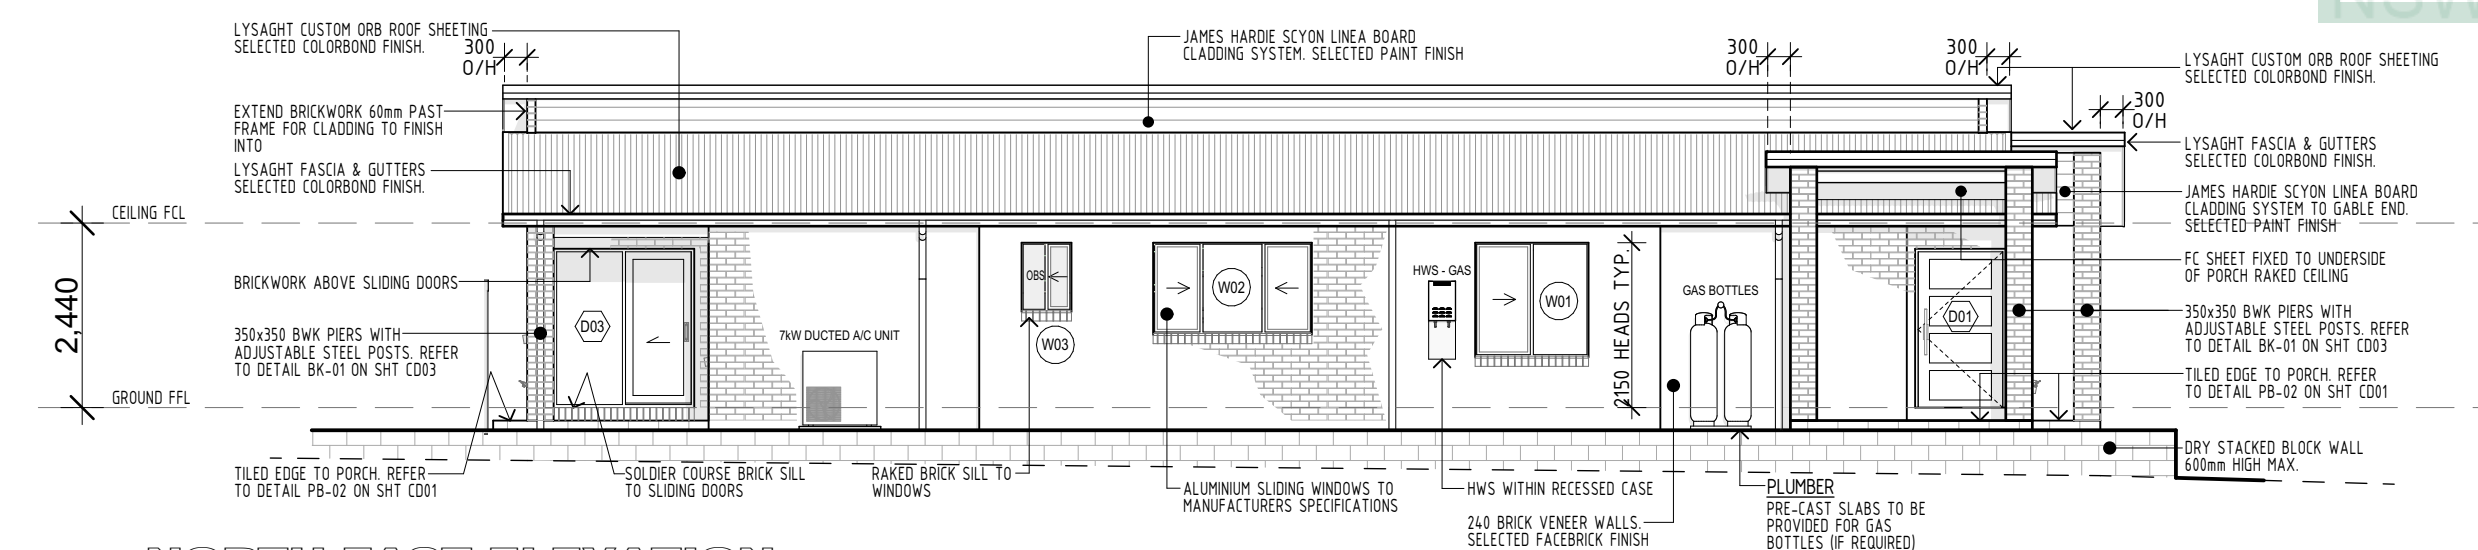 LYSAGHT CUSTOM ORB ROOF SHEETING
SELECTED COLORBOND FINISH.
300
O/H
JAMES HARDIE SCYON LINEA BOARD
CLADDING SYSTEM. SELECTED PAINT FINISH
300
O/H
300
O/H
LYSAGHT CUSTOM ORB ROOF SHEETING
SELECTED COLORBOND FINISH.
300
O/H
EXTEND BRICKWORK 60mm PAST
FRAME FOR CLADDING TO FINISH
INTO
LYSAGHT FASCIA & GUTTERS
SELECTED COLORBOND FINISH.
LYSAGHT FASCIA & GUTTERS
SELECTED COLORBOND FINISH.
JAMES HARDIE SCYON LINEA BOARD
CLADDING SYSTEM TO GABLE END.
SELECTED PAINT FINISH
CEILING FCL
2,440
GROUND FFL
BRICKWORK ABOVE SLIDING DOORS
350x350 BWK PIERS WITH
ADJUSTABLE STEEL POSTS. REFER
TO DETAIL BK-01 ON SHT CD03
D03
7kW DUCTED A/C UNIT
OBS
W03
W02
HWS - GAS
W01
2150 HEADS TYP.
GAS BOTTLES
D01
FC SHEET FIXED TO UNDERSIDE
OF PORCH RAKED CEILING
350x350 BWK PIERS WITH
ADJUSTABLE STEEL POSTS. REFER
TO DETAIL BK-01 ON SHT CD03
TILED EDGE TO PORCH. REFER
TO DETAIL PB-02 ON SHT CD01
DRY STACKED BLOCK WALL
600mm HIGH MAX.
TILED EDGE TO PORCH. REFER
TO DETAIL PB-02 ON SHT CD01
SOLDIER COURSE BRICK SILL
TO SLIDING DOORS
RAKED BRICK SILL TO
WINDOWS
ALUMINIUM SLIDING WINDOWS TO
MANUFACTURERS SPECIFICATIONS
HWS WITHIN RECESSED CASE
240 BRICK VENEER WALLS.
SELECTED FACEBRICK FINISH
PLUMBER
PRE-CAST SLABS TO BE
PROVIDED FOR GAS
BOTTLES (IF REQUIRED)
NORTH EAST ELEVATION